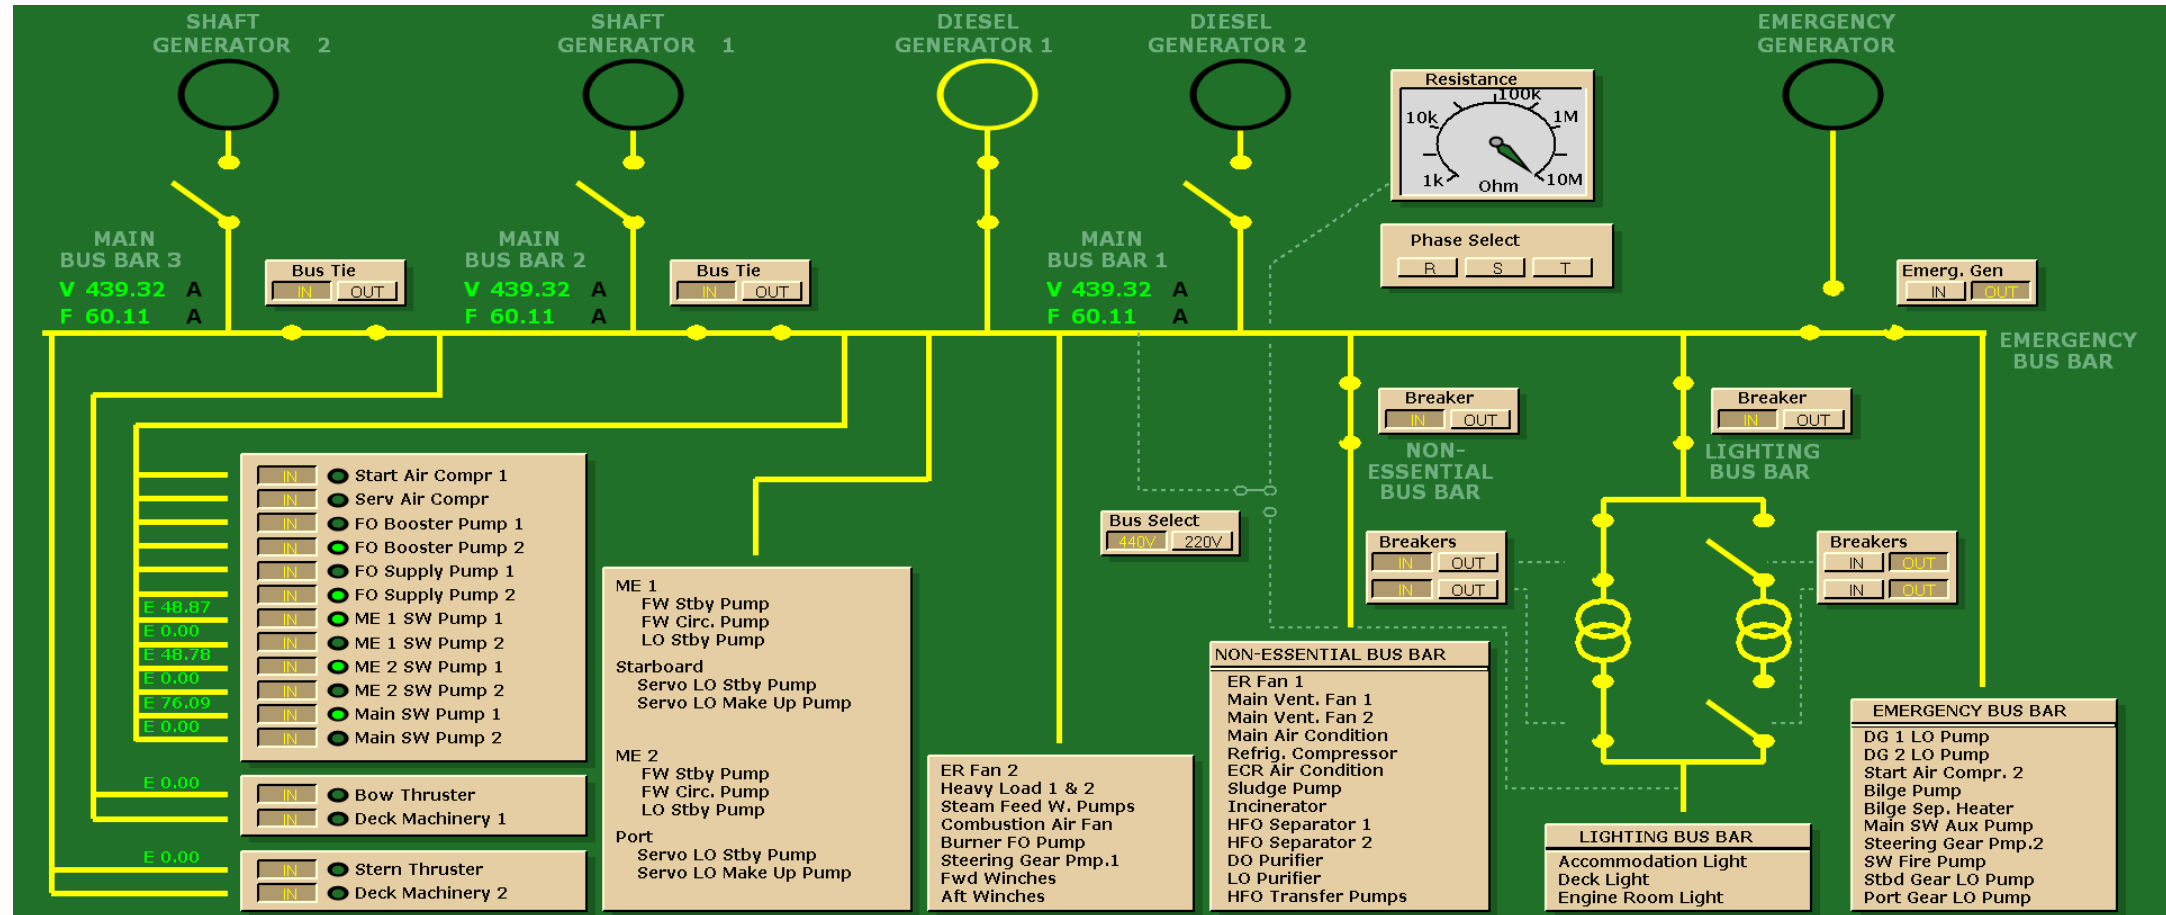 SHAFT
GENERATOR 2
SHAFT
GENERATOR 1
DIESEL
GENERATOR 1
DIESEL
GENERATOR 2
EMERGENCY
GENERATOR
Resistance
1k
10k
100k
1M
10M
Ohm
Phase Select
R S T
MAIN
BUS BAR 3
V 439.32 A
F 60.11 A
Bus Tie
IN OUT
MAIN
BUS BAR 2
V 439.32 A
F 60.11 A
Bus Tie
IN OUT
MAIN
BUS BAR 1
V 439.32 A
F 60.11 A
Emerg. Gen
IN OUT
EMERGENCY
BUS BAR
Breaker
IN OUT
NON-
ESSENTIAL
BUS BAR
Breaker
IN OUT
LIGHTING
BUS BAR
Bus Select
440V 220V
Breakers
IN OUT
IN OUT
Breakers
IN OUT
IN OUT
IN Start Air Compr 1
IN Serv Air Compr
IN FO Booster Pump 1
IN FO Booster Pump 2
IN FO Supply Pump 1
IN FO Supply Pump 2
E 48.87
IN ME 1 SW Pump 1
E 0.00
IN ME 1 SW Pump 2
E 48.78
IN ME 2 SW Pump 1
E 0.00
IN ME 2 SW Pump 2
E 76.09
IN Main SW Pump 1
E 0.00
IN Main SW Pump 2
E 0.00
IN Bow Thruster
IN Deck Machinery 1
E 0.00
IN Stern Thruster
IN Deck Machinery 2
ME 1
FW Stby Pump
FW Circ. Pump
LO Stby Pump
Starboard
Servo LO Stby Pump
Servo LO Make Up Pump
ME 2
FW Stby Pump
FW Circ. Pump
LO Stby Pump
Port
Servo LO Stby Pump
Servo LO Make Up Pump
ER Fan 2
Heavy Load 1 & 2
Steam Feed W. Pumps
Combustion Air Fan
Burner FO Pump
Steering Gear Pmp.1
Fwd Winches
Aft Winches
NON-ESSENTIAL BUS BAR
ER Fan 1
Main Vent. Fan 1
Main Vent. Fan 2
Main Air Condition
Refrig. Compressor
ECR Air Condition
Sludge Pump
Incinerator
HFO Separator 1
HFO Separator 2
DO Purifier
LO Purifier
HFO Transfer Pumps
LIGHTING BUS BAR
Accommodation Light
Deck Light
Engine Room Light
EMERGENCY BUS BAR
DG 1 LO Pump
DG 2 LO Pump
Start Air Compr. 2
Bilge Pump
Bilge Sep. Heater
Main SW Aux Pump
Steering Gear Pmp.2
SW Fire Pump
Stbd Gear LO Pump
Port Gear LO Pump